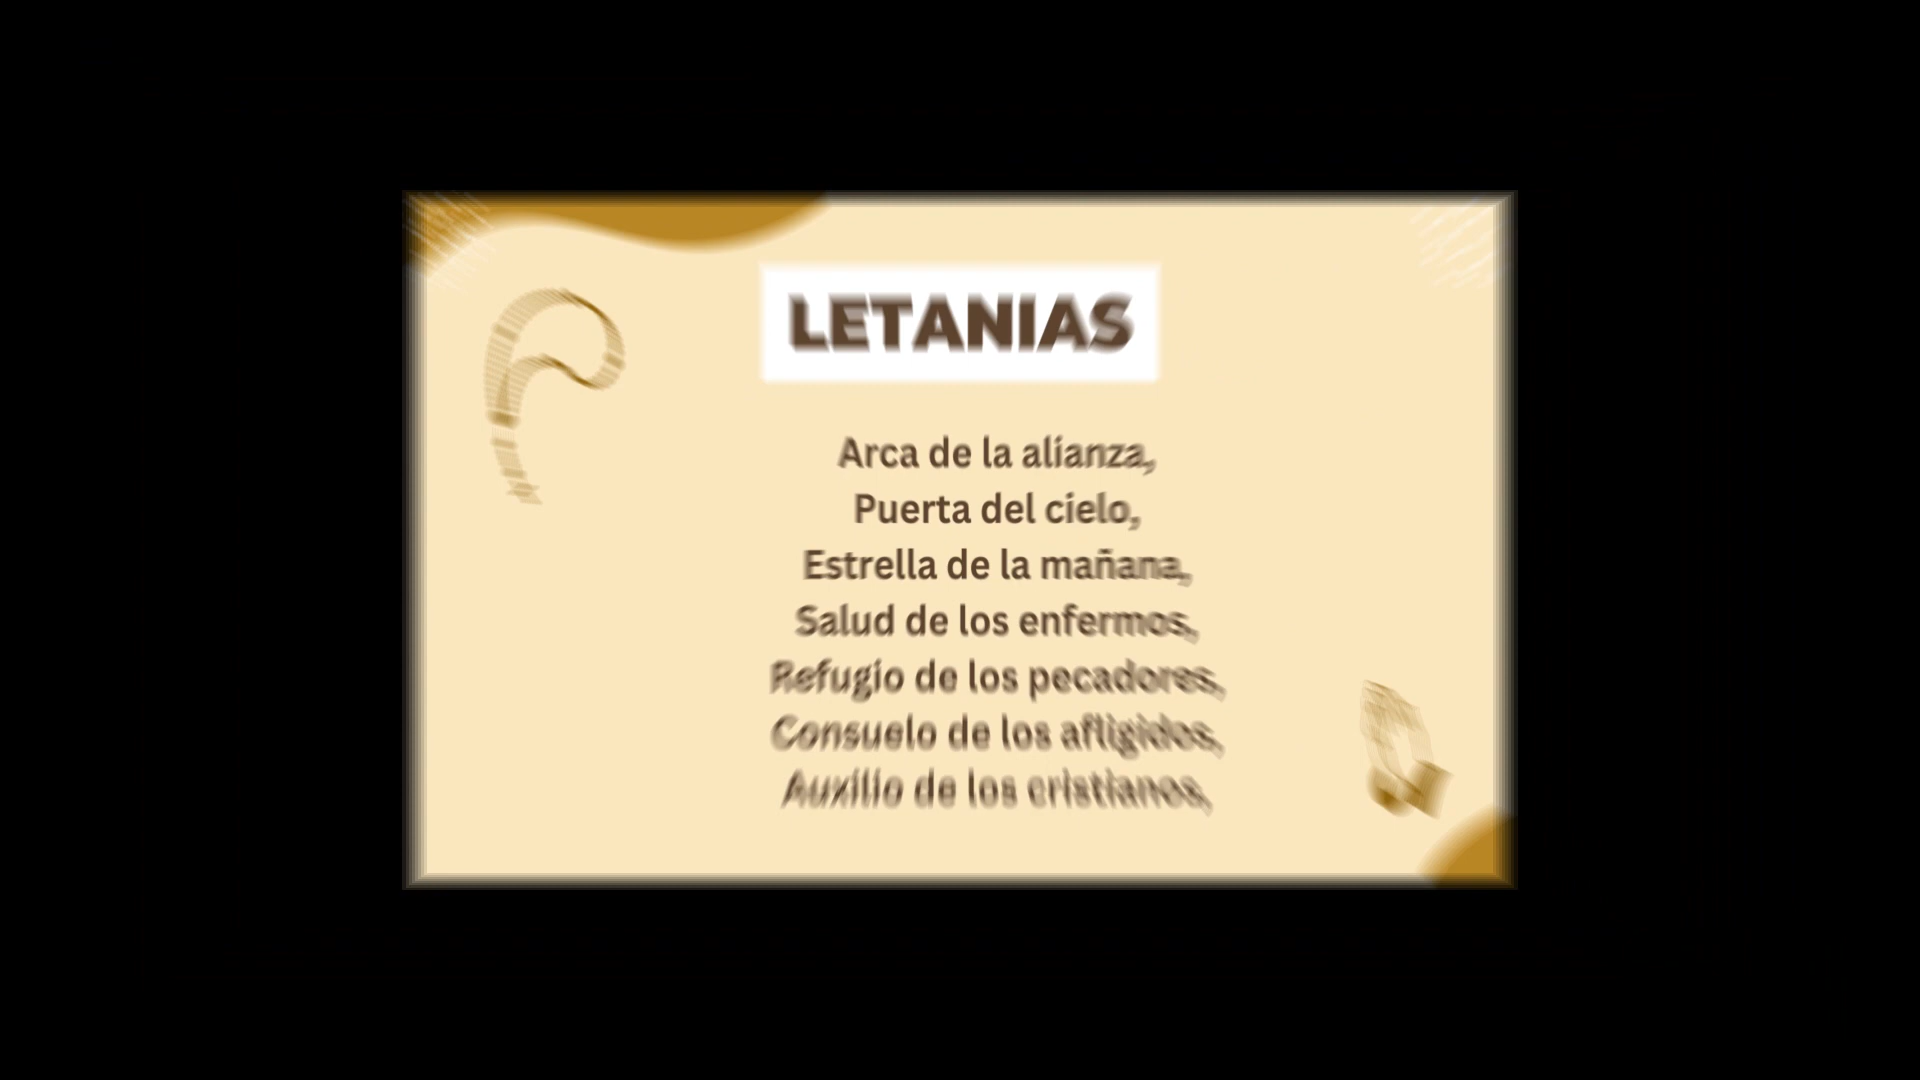 LETANIAS
Arca de la alianza,
Puerta del cielo,
Estrella de la mañana,
Salud de los enfermos,
Refugio de los pecadores,
Consuelo de los afligidos,
Auxilio de los cristianos,